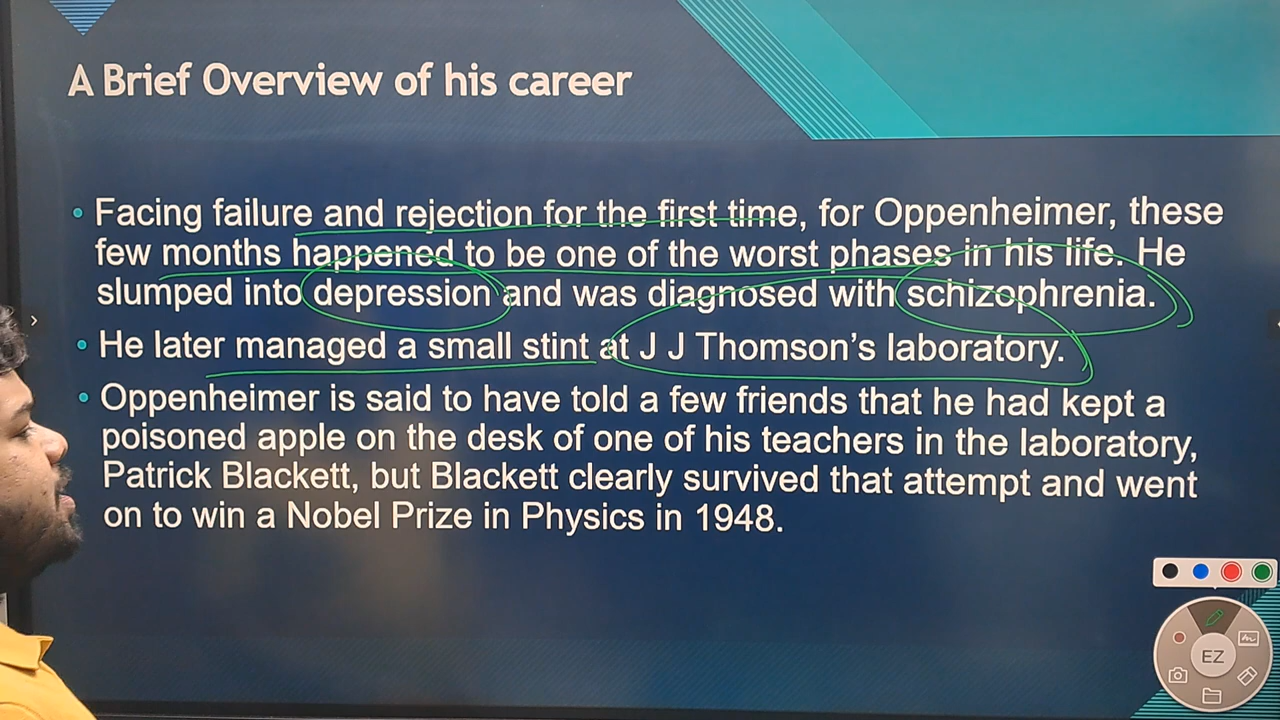 A Brief Overview of his career
• Facing failure and rejection for the first time, for Oppenheimer, these
few months happened to be one of the worst phases in his life. He
slumped into depression and was diagnosed with schizophrenia.
• He later managed a small stint at J J Thomson's laboratory.
• Oppenheimer is said to have told a few friends that he had kept a
poisoned apple on the desk of one of his teachers in the laboratory,
Patrick Blackett, but Blackett clearly survived that attempt and went
on to win a Nobel Prize in Physics in 1948.
EZ